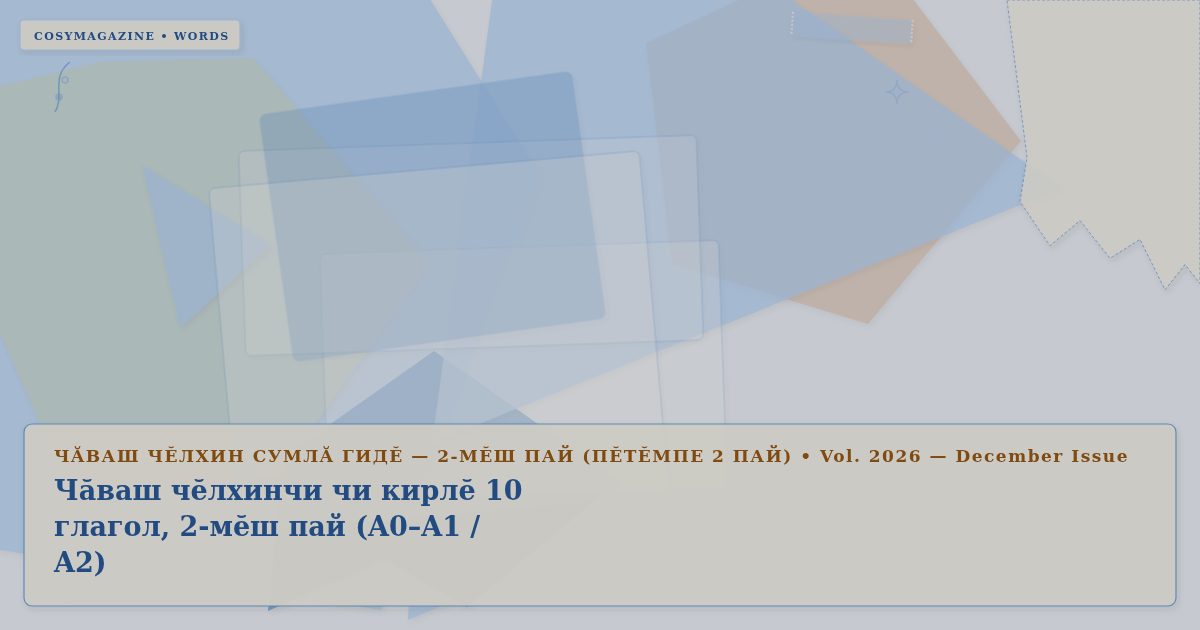 COSYMAGAZINE • WORDS
ЧӐВАШ ЧӖЛХИН СУМЛӐ ГИДӖ — 2-МӖШ ПАЙ (ПӖТӖМПЕ 2 ПАЙ) • Vol. 2026 — December Issue
Чӑваш чӗлхинчи чи кирлӗ 10
глагол, 2-мӗш пай (A0–A1 /
A2)